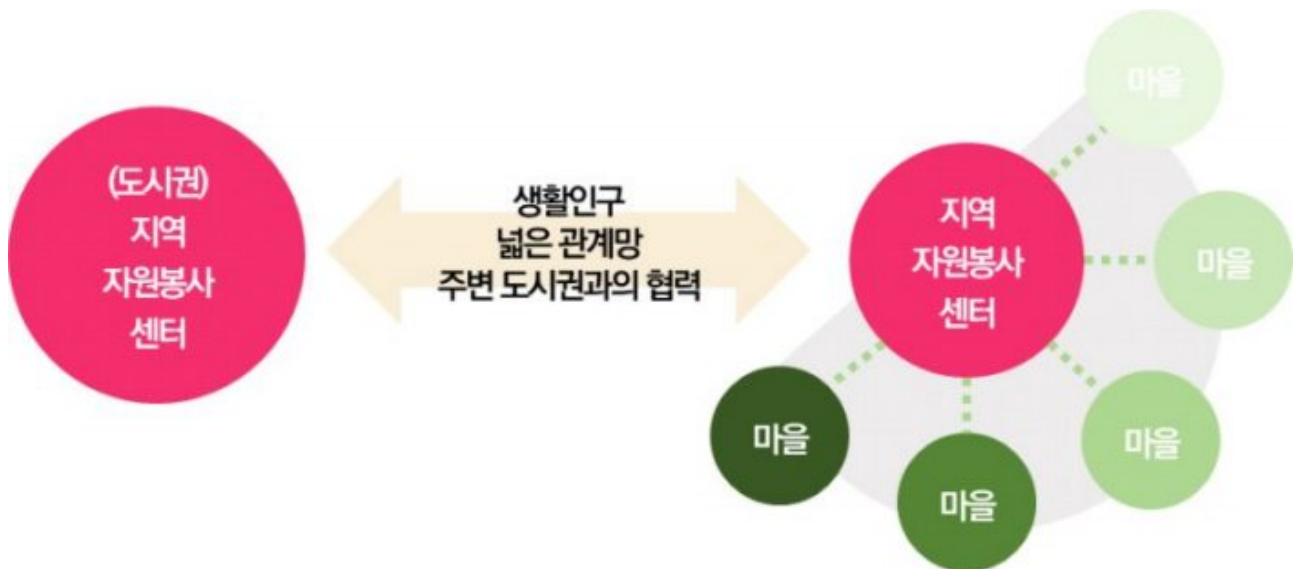 (도시권)
지역
자원봉사
센터
생활인구
넓은 관계망
주변 도시권과의 협력
지역
자원봉사
센터
마을
마을
마을
마을
마을